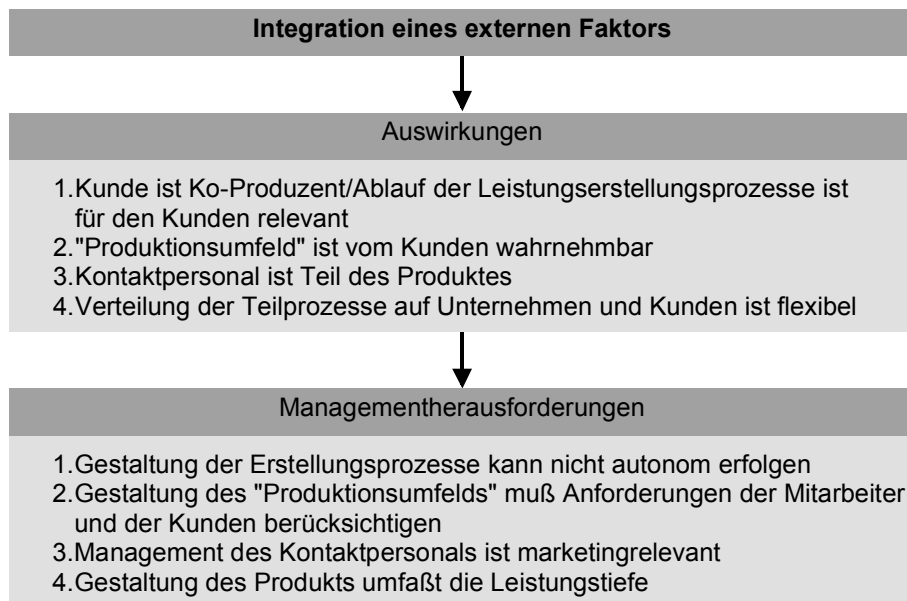 Integration eines externen Faktors
Auswirkungen
1.Kunde ist Ko-Produzent/Ablauf der Leistungserstellungsprozesse ist
für den Kunden relevant
2."Produktionsumfeld" ist vom Kunden wahrnehmbar
3.Kontaktpersonal ist Teil des Produktes
4.Verteilung der Teilprozesse auf Unternehmen und Kunden ist flexibel
Managementherausforderungen
1.Gestaltung der Erstellungsprozesse kann nicht autonom erfolgen
2.Gestaltung des "Produktionsumfelds" muß Anforderungen der Mitarbeiter
und der Kunden berücksichtigen
3.Management des Kontaktpersonals ist marketingrelevant
4.Gestaltung des Produkts umfaßt die Leistungstiefe